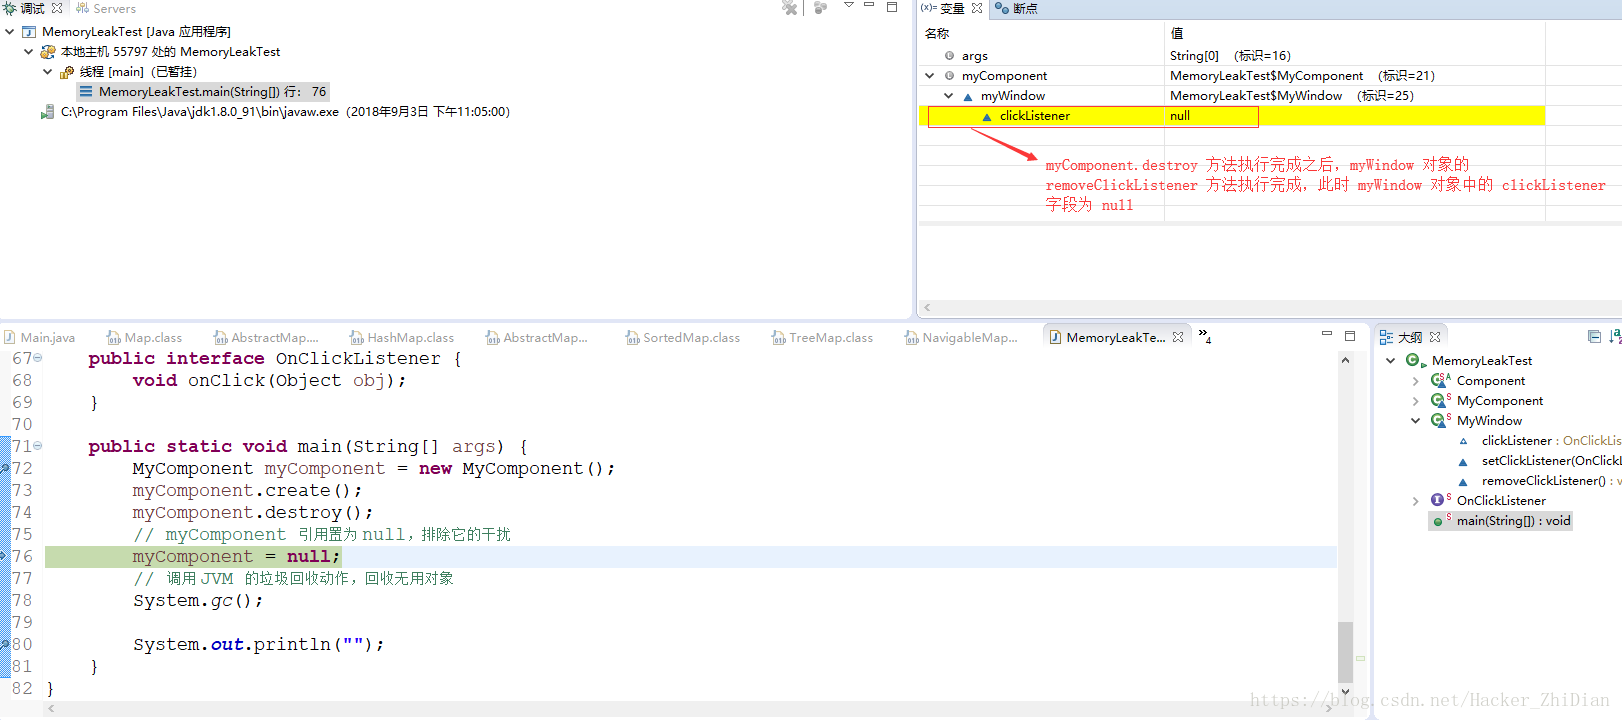 调试 Servers
MemoryLeakTest [Java 应用程序]
本地主机 55797 处的 MemoryLeakTest
线程 [main]（已暂挂）
MemoryLeakTest.main(String[]) 行： 76
C:\Program Files\Java\jdk1.8.0_91\bin\javaw.exe（2018年9月3日 下午11:05:00）
(x)= 变量 断点
名称 值
args String[0] （标识=16）
myComponent MemoryLeakTest$MyComponent （标识=21）
myWindow MemoryLeakTest$MyWindow （标识=25）
clickListener null
myComponent.destroy 方法执行完成之后，myWindow 对象的
removeClickListener 方法执行完成，此时 myWindow 对象中的 clickListener
字段为 null
Main.java Map.class AbstractMap.... HashMap.class AbstractMap... SortedMap.class TreeMap.class NavigableMap... MemoryLeakTe... »4
67 public interface OnClickListener {
68 void onClick(Object obj);
69 }
70
71 public static void main(String[] args) {
72 MyComponent myComponent = new MyComponent();
73 myComponent.create();
74 myComponent.destroy();
75 // myComponent 引用置为 null，排除它的干扰
76 myComponent = null;
77 // 调用 JVM 的垃圾回收动作，回收无用对象
78 System.gc();
79
80 System.out.println("");
81 }
82 }
大纲
MemoryLeakTest
Component
MyComponent
MyWindow
clickListener : OnClickLis
setClickListener(OnClickL
removeClickListener() : v
OnClickListener
main(String[]) : void
https://blog.csdn.net/Hacker_ZhiDian